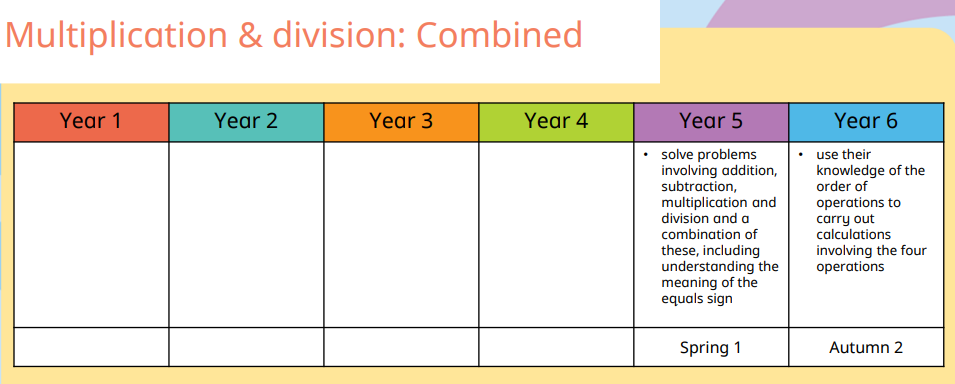 Multiplication & division: Combined
Year 1
Year 2
Year 3
Year 4
Year 5
Year 6
• solve problems
involving addition,
subtraction,
multiplication and
division and a
combination of
these, including
understanding the
meaning of the
equals sign
• use their
knowledge of the
order of
operations to
carry out
calculations
involving the four
operations
Spring 1
Autumn 2